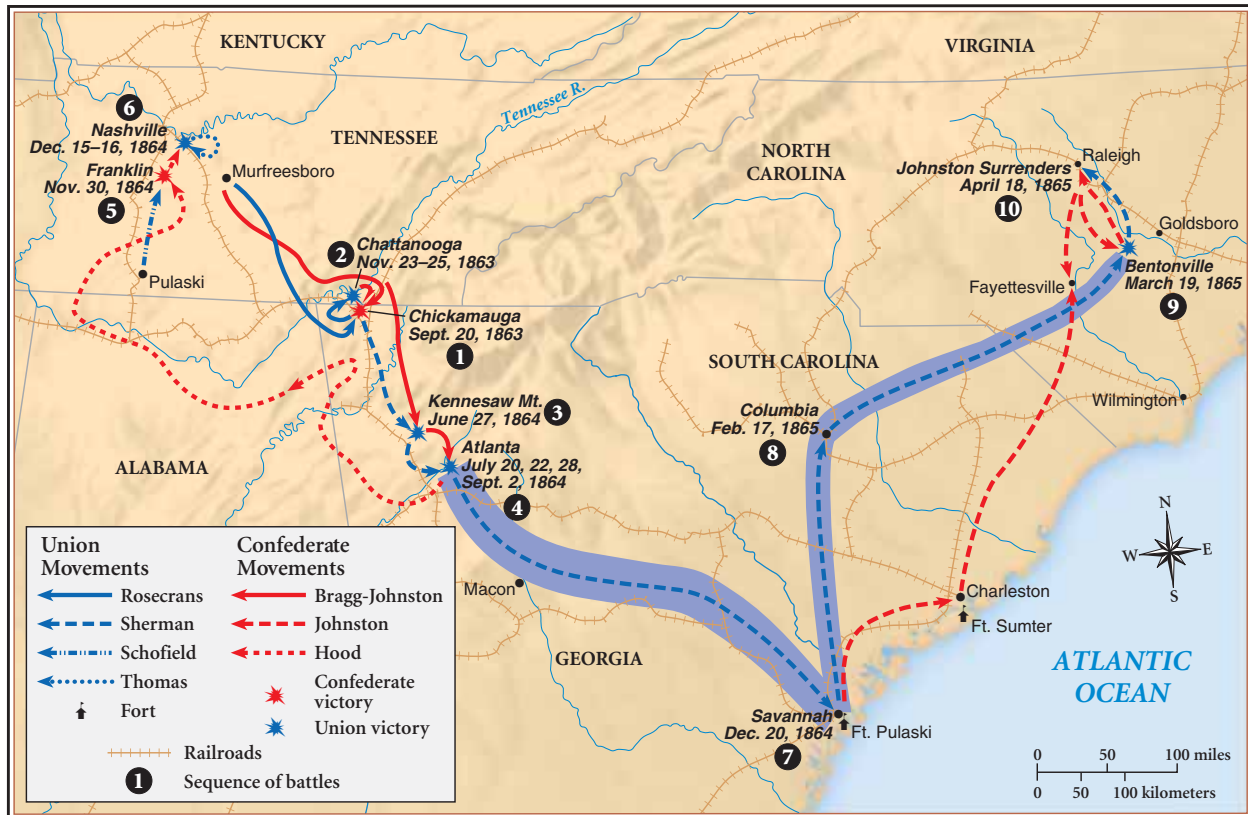 KENTUCKY
VIRGINIA
6
Nashville
Dec. 15–16, 1864
TENNESSEE
Tennessee R.
Franklin
Nov. 30, 1864
5
Murfreesboro
NORTH
CAROLINA
Johnston Surrenders
April 18, 1865
10
Raleigh
Goldsboro
2
Chattanooga
Nov. 23–25, 1863
Pulaski
Bentonville
March 19, 1865
9
Fayettesville
Chickamauga
Sept. 20, 1863
1
SOUTH CAROLINA
Kennesaw Mt.
June 27, 1864
3
Columbia
Feb. 17, 1865
8
Wilmington
ALABAMA
Atlanta
July 20, 22, 28,
Sept. 2, 1864
4
Macon
Charleston
Ft. Sumter
GEORGIA
ATLANTIC
OCEAN
Savannah
Dec. 20, 1864
7
Ft. Pulaski
N
W E
S
0 50 100 miles
0 50 100 kilometers
Union
Movements
Rosecrans
Sherman
Schofield
Thomas
Fort
Confederate
Movements
Bragg-Johnston
Johnston
Hood
Confederate
victory
Union victory
Railroads
1 Sequence of battles